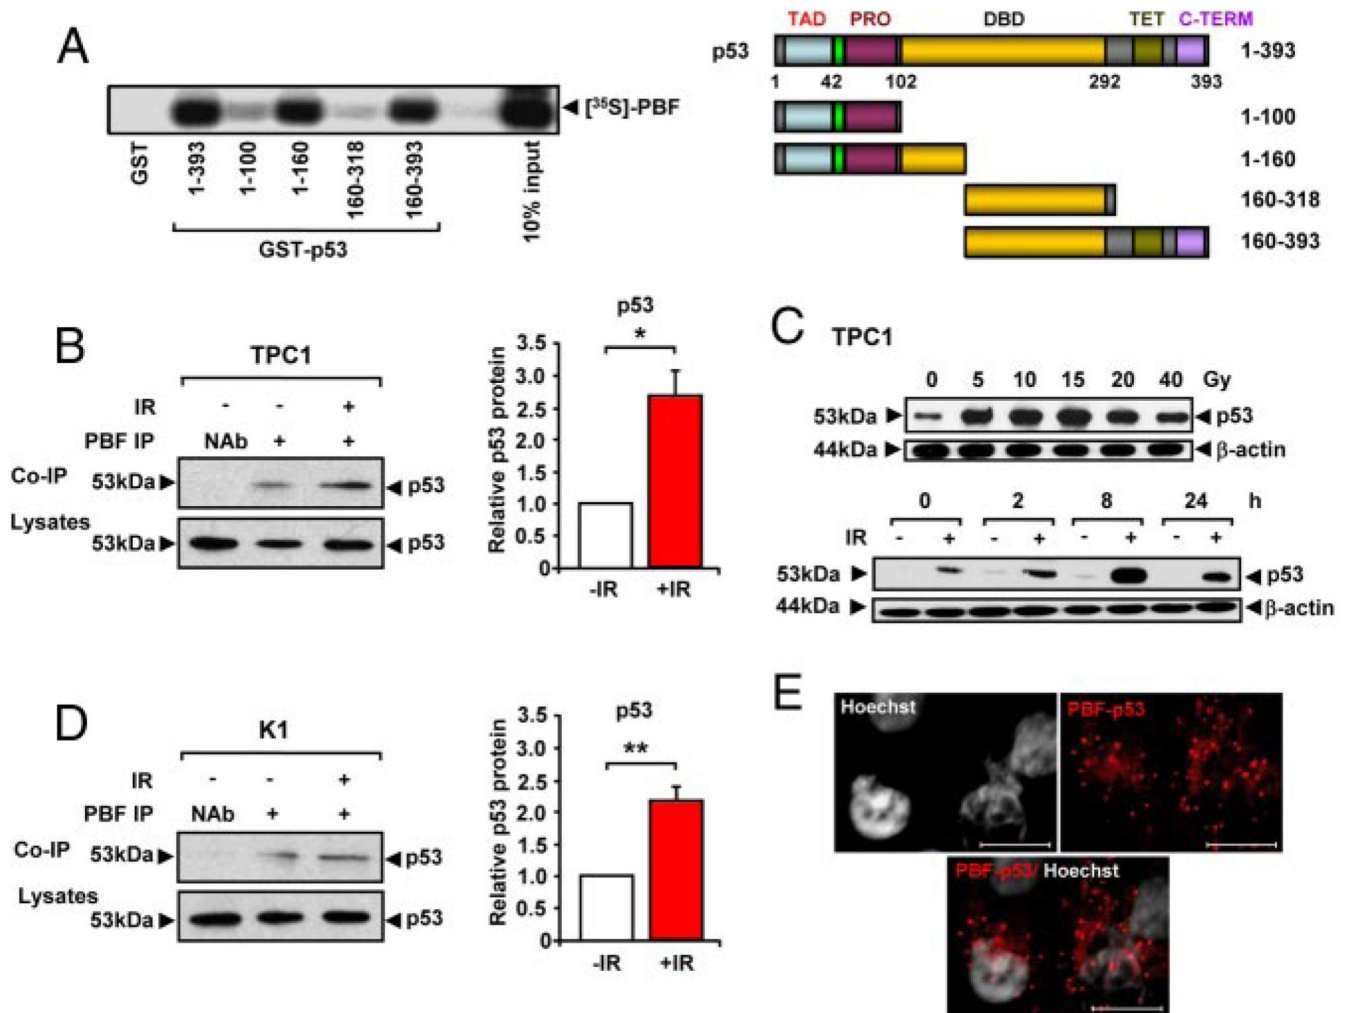 A
[35S]-PBF
GST
1-393
1-100
1-160
160-318
160-393
10% input
GST-p53
TAD PRO DBD TET C-TERM
p53
1-393
1 42 102 292 393
1-100
1-160
160-318
160-393
B
TPC1
IR - - +
PBF IP NAb + +
Co-IP 53kDa p53
Lysates
53kDa p53
p53
*
Relative p53 protein
3.5
3.0
2.5
2.0
1.5
1.0
0.5
0
-IR +IR
C
TPC1
0 5 10 15 20 40 Gy
53kDa p53
44kDa β-actin
0 2 8 24 h
IR - + - + - + - +
53kDa p53
44kDa β-actin
D
K1
IR - - +
PBF IP NAb + +
Co-IP 53kDa p53
Lysates
53kDa p53
p53
**
Relative p53 protein
3.5
3.0
2.5
2.0
1.5
1.0
0.5
0
-IR +IR
E
Hoechst
PBF-p53
PBF-p53/ Hoechst